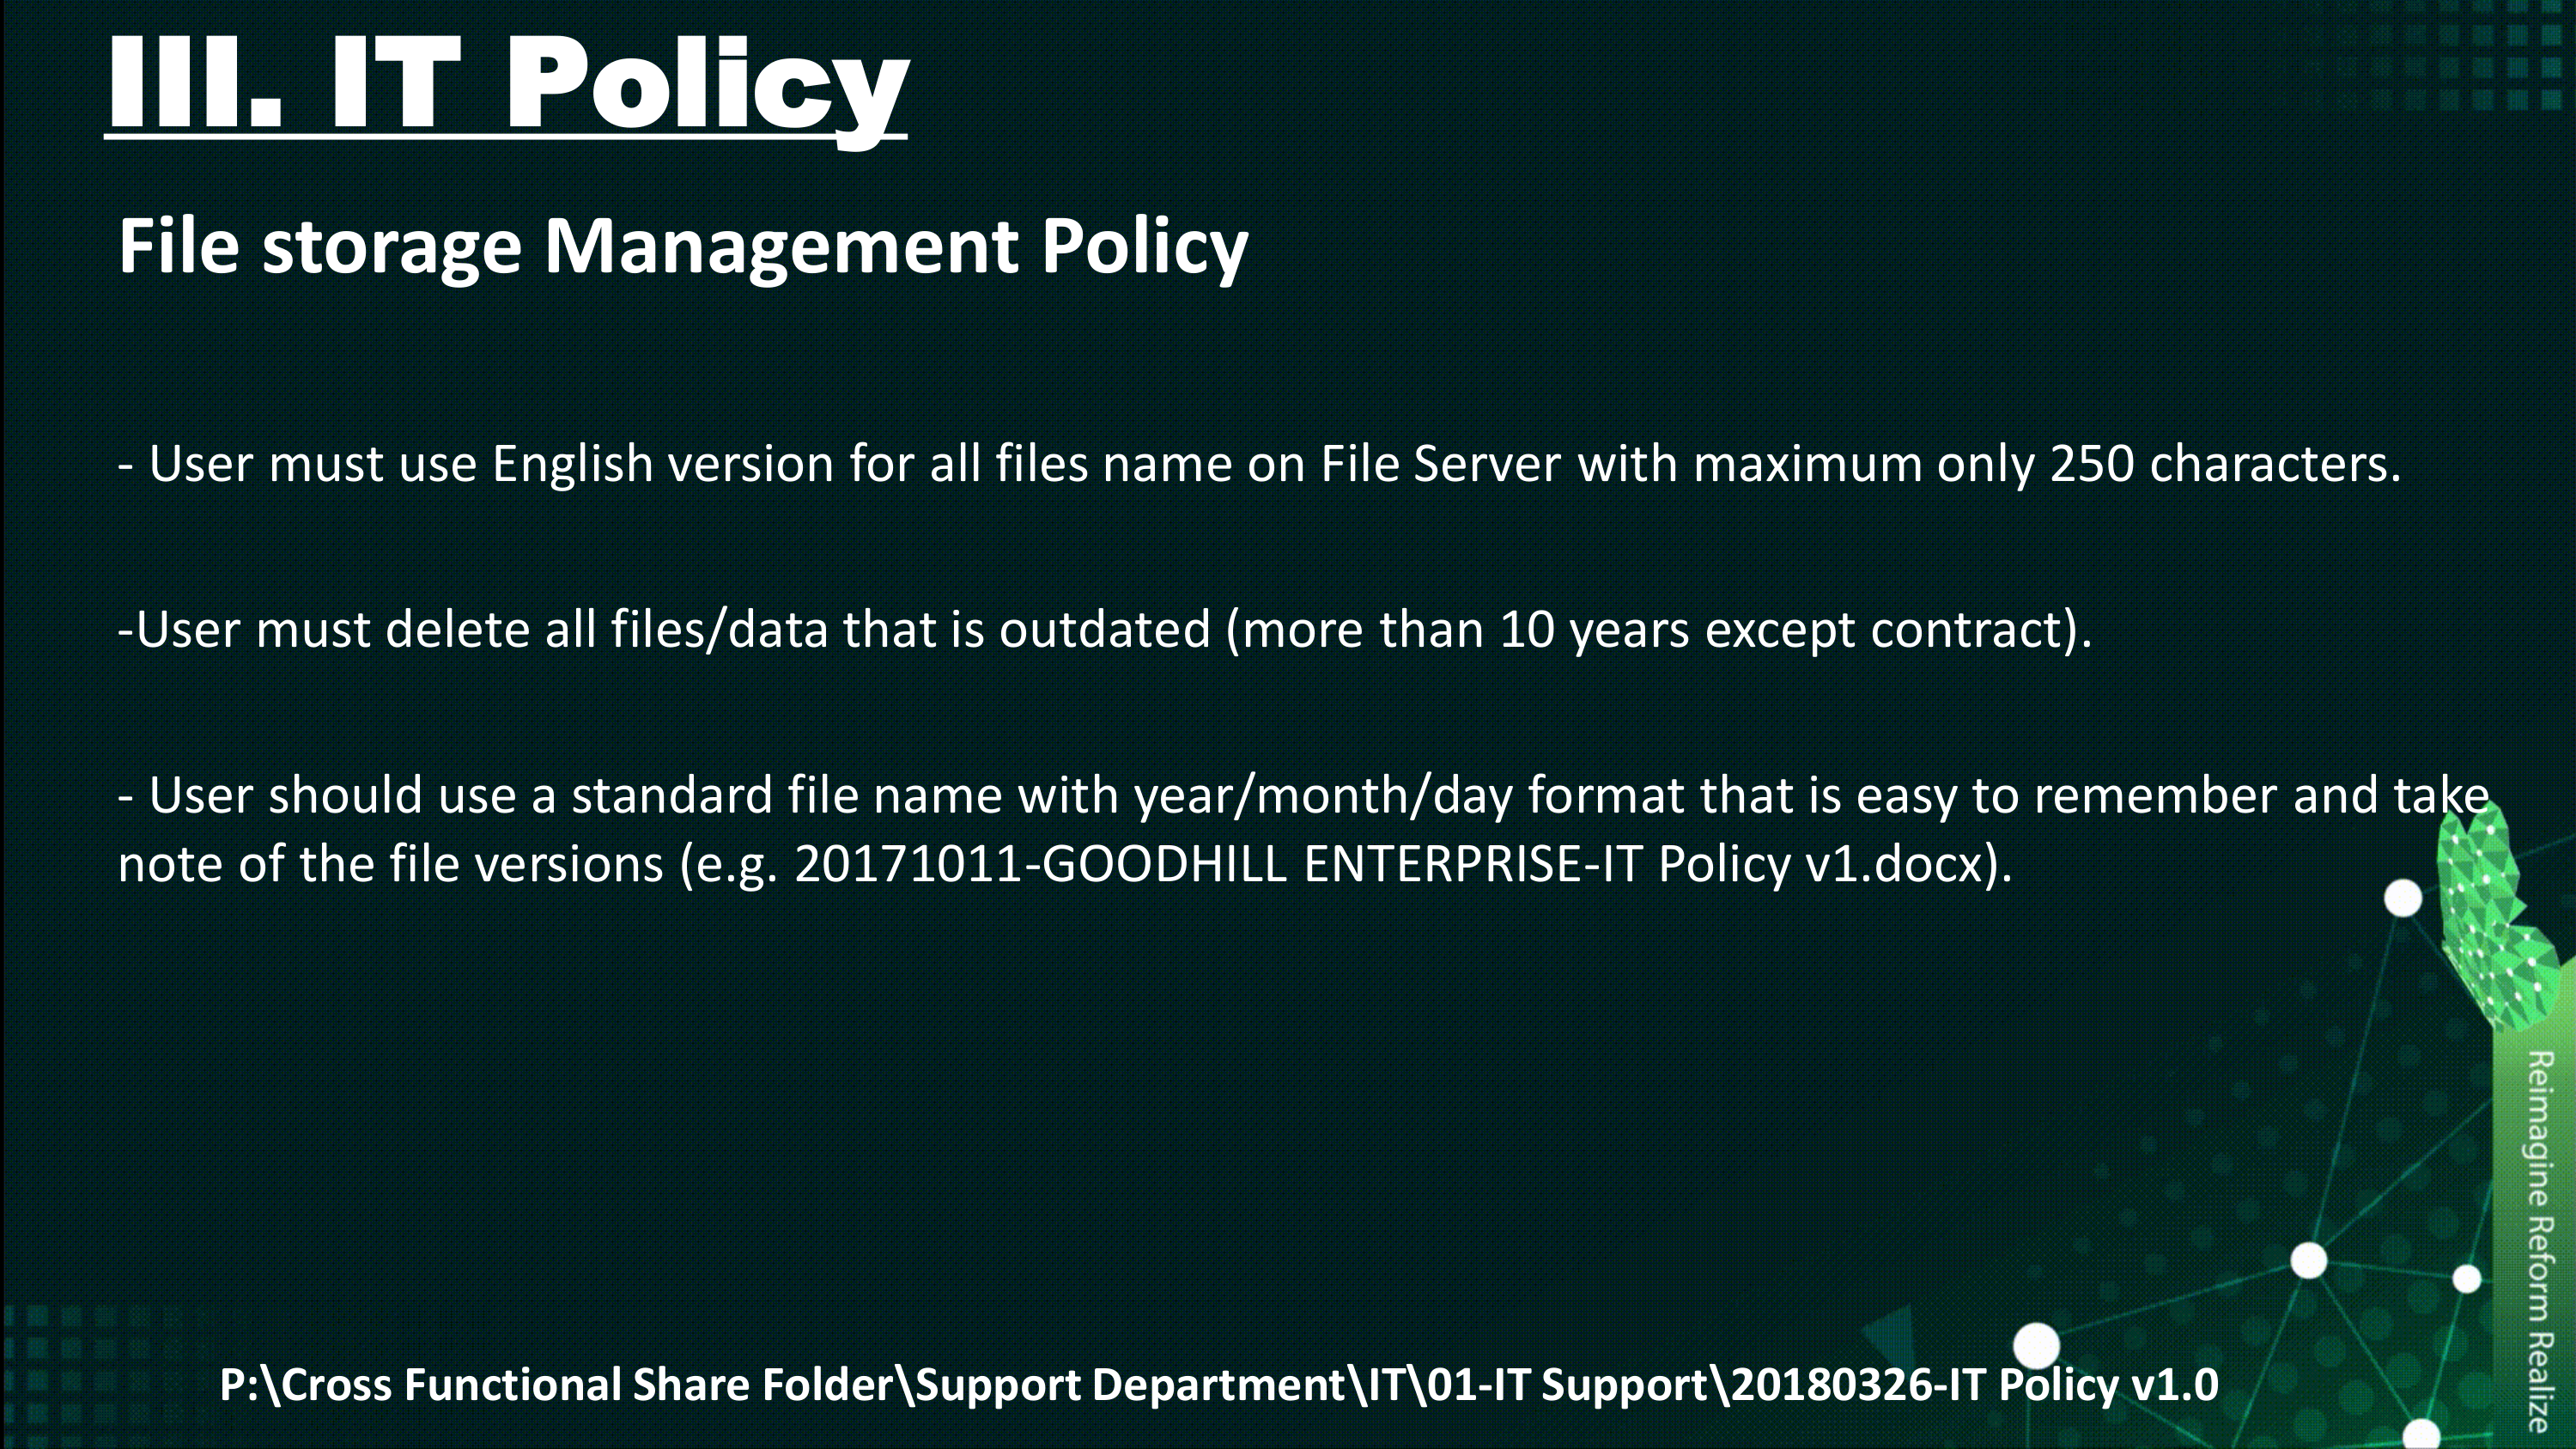 III. IT Policy
File storage Management Policy
- User must use English version for all files name on File Server with maximum only 250 characters.
-User must delete all files/data that is outdated (more than 10 years except contract).
- User should use a standard file name with year/month/day format that is easy to remember and take
note of the file versions (e.g. 20171011-GOODHILL ENTERPRISE-IT Policy v1.docx).
Reimagine Reform Realize
P:\Cross Functional Share Folder\Support Department\IT\01-IT Support\20180326-IT Policy v1.0